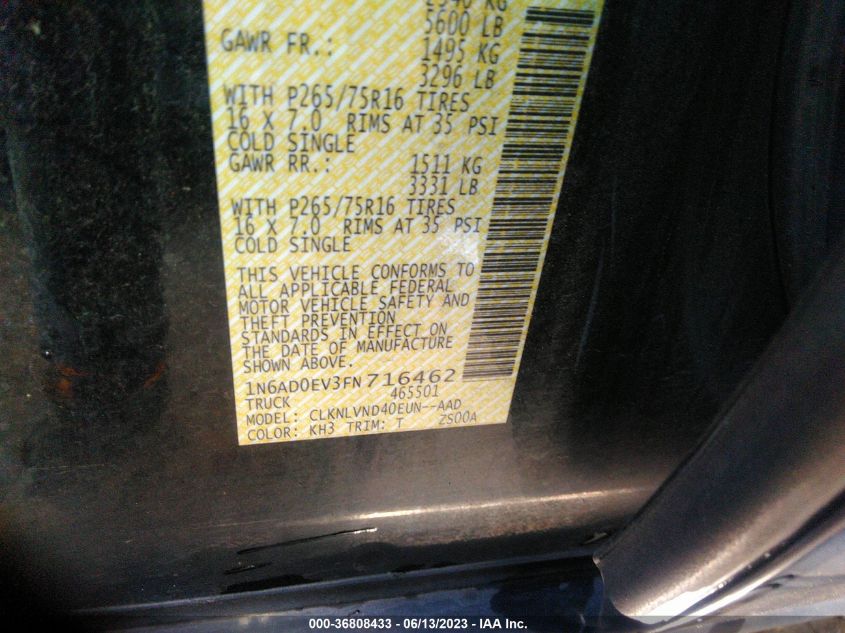 5600 LB
GAWR FR.: 1495 KG
3296 LB
WITH P265/75R16 TIRES
16 X 7.0 RIMS AT 35 PSI
COLD SINGLE
GAWR RR.: 1511 KG
3331 LB
WITH P265/75R16 TIRES
16 X 7.0 RIMS AT 35 PSI
COLD SINGLE
THIS VEHICLE CONFORMS TO
ALL APPLICABLE FEDERAL
MOTOR VEHICLE SAFETY AND
THEFT PREVENTION
STANDARDS IN EFFECT ON
THE DATE OF MANUFACTURE
SHOWN ABOVE.
1N6AD0EV3FN716462
TRUCK 465501
MODEL: CLKNLVND40EUN--AAD
COLOR: KH3 TRIM: T ZS00A
000-36808433 - 06/13/2023 - IAA Inc.